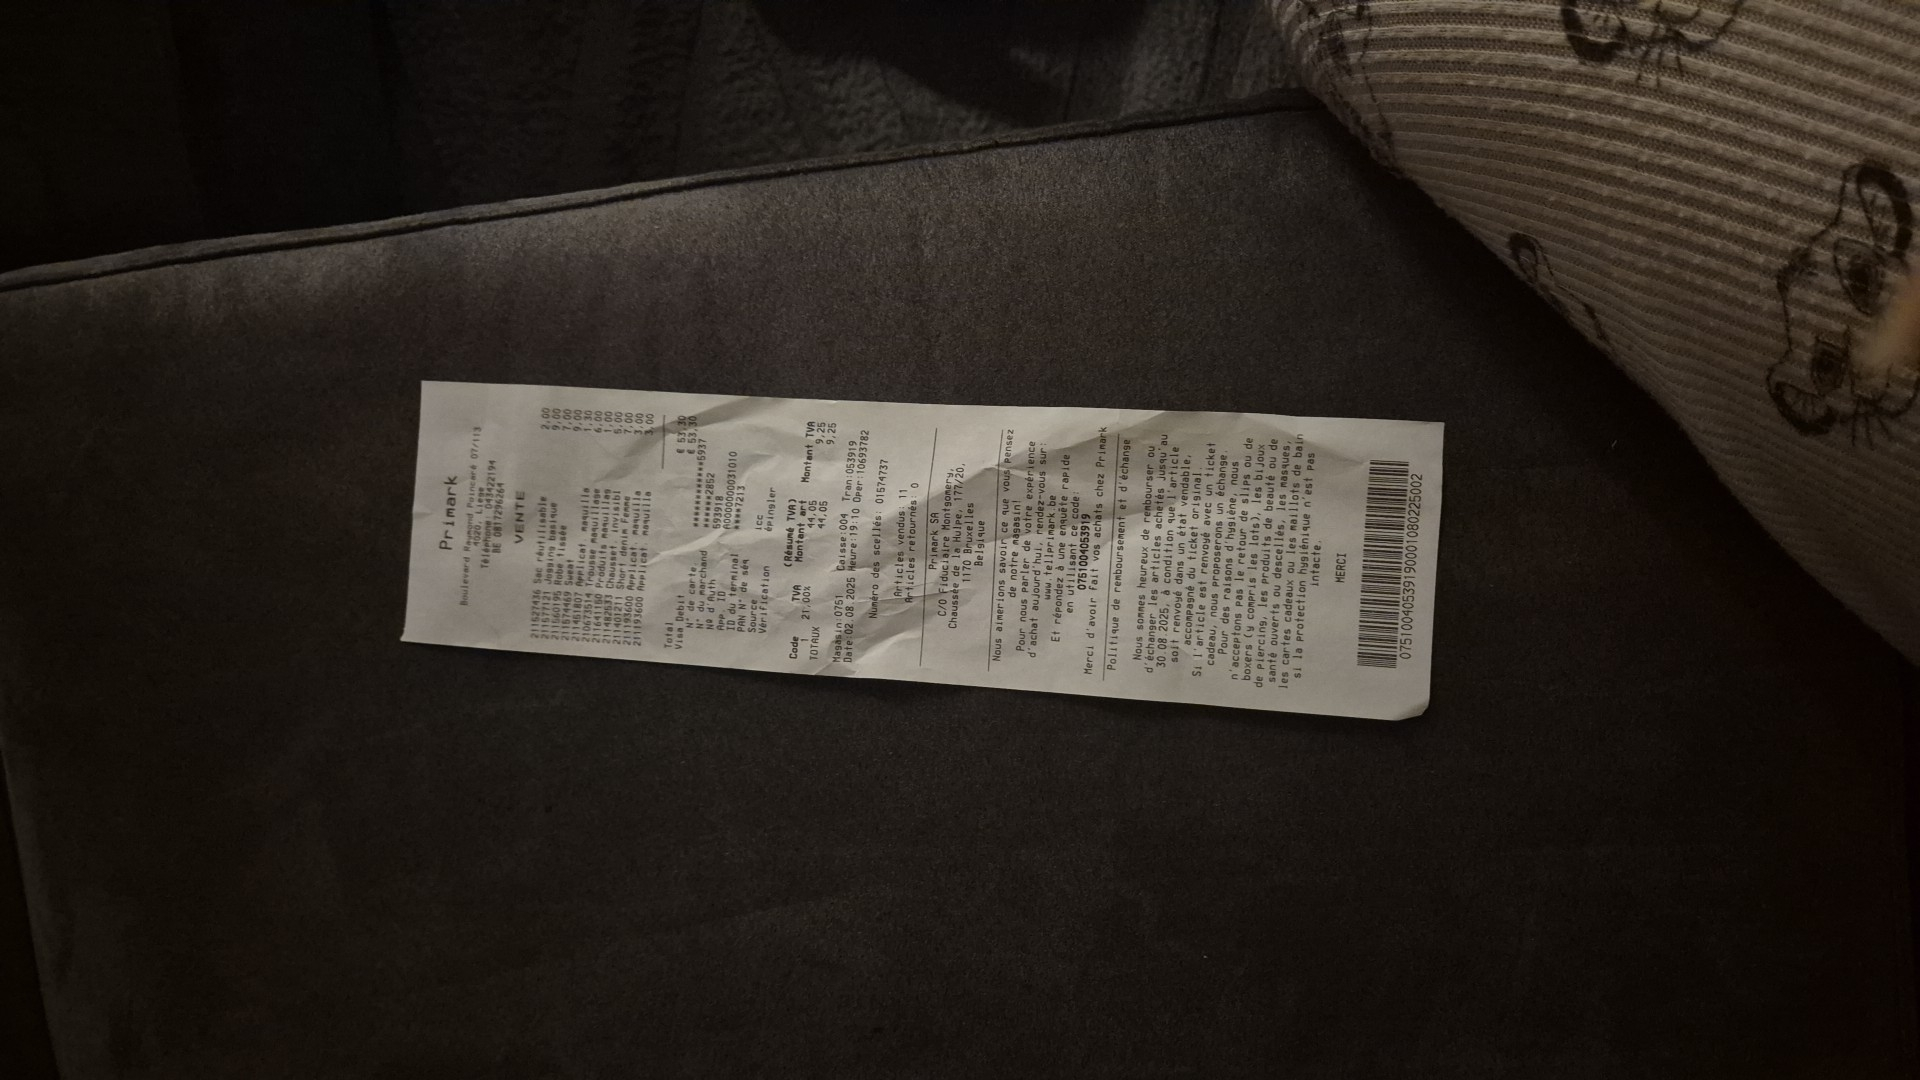 Primark
Boulevard Raymond Poincaré 07/113
4020, Liege
Téléphone: 043422194
BE 0817296264
VENTE
211527436 Sac réutilisable 2,00
Jegging basique 9,00
Robe tissée 7,00
Sweat 9,00
Applicat. maquilla 1,30
Trousse maquillage 6,00
Produits maquillag 1,00
Chausset. invisibl
Short denim Femme 7,00
211193600 Applicat. maquilla 3,00
211193600 Applicat. maquilla 3,00
Total € 53,30
Visa Debit € 53,30
N° de carte. ************5937
N° du marchand ******2852
N° d'Auth 593918
App. ID A0000000031010
ID du terminal ****7213
PAN N° de séq
Source icc
Vérification épingler
(Résumé TVA)
Code TVA Montant art Montant TVA
1 21,00% 44,05 9,25
TOTAUX 44,05 9,25
Magasin:0751 Caisse:004 Tran:053919
Date:02.08.2025 Heure:19:10 Oper:10693782
Numéro des scellés: 01574737
Articles vendus: 11
Articles retournés: 0
Primark SA
C/O Fiduciaire Montgomery,
Chaussée de la Hulpe, 177/20,
1170 Bruxelles
Belgique
Nous aimerions savoir ce que vous pensez
de notre magasin!
Pour nous parler de votre expérience
d'achat aujourd'hui, rendez-vous sur:
www.tellprimark.be
Et répondez à une enquête rapide
en utilisant ce code:
0751004053919
Merci d'avoir fait vos achats chez Primark
Politique de remboursement et d'échange
Nous sommes heureux de rembourser ou
d'échanger les articles achetés jusqu'au
30.08.2025, à condition que l'article
soit renvoyé dans un état vendable,
accompagné du ticket original.
Si l'article est renvoyé avec un ticket
cadeau, nous proposerons un échange.
Pour des raisons d'hygiène, nous
n'acceptons pas le retour de slips ou de
boxers (y compris les lots), les bijoux
de piercing, les produits de beauté ou de
santé ouverts ou descellés, les masques,
les cartes cadeaux ou les maillots de bain
si la protection hygiénique n'est pas
intacte.
MERCI
07510040539190001080225002